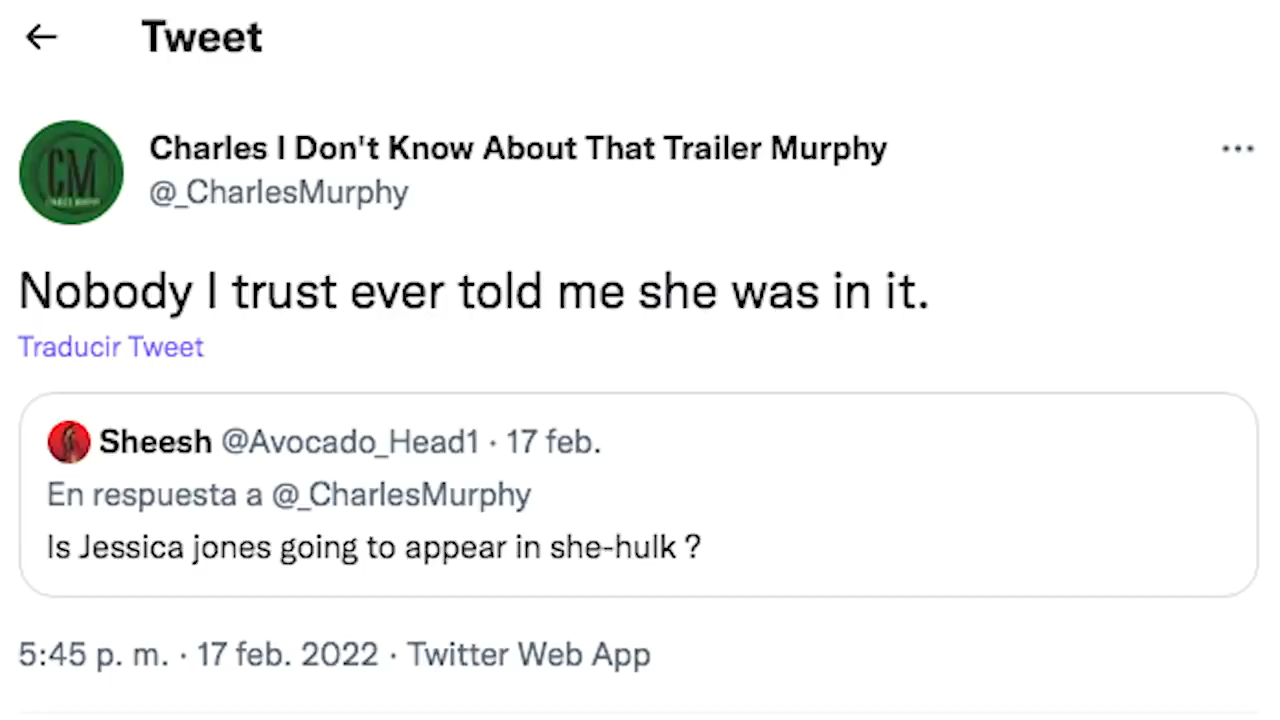 Tweet
CM
Charles I Don't Know About That Trailer Murphy
@_CharlesMurphy
Nobody I trust ever told me she was in it.
Traducir Tweet
Sheesh @Avocado_Head1 · 17 feb.
En respuesta a @_CharlesMurphy
Is Jessica jones going to appear in she-hulk ?
5:45 p. m. · 17 feb. 2022 · Twitter Web App